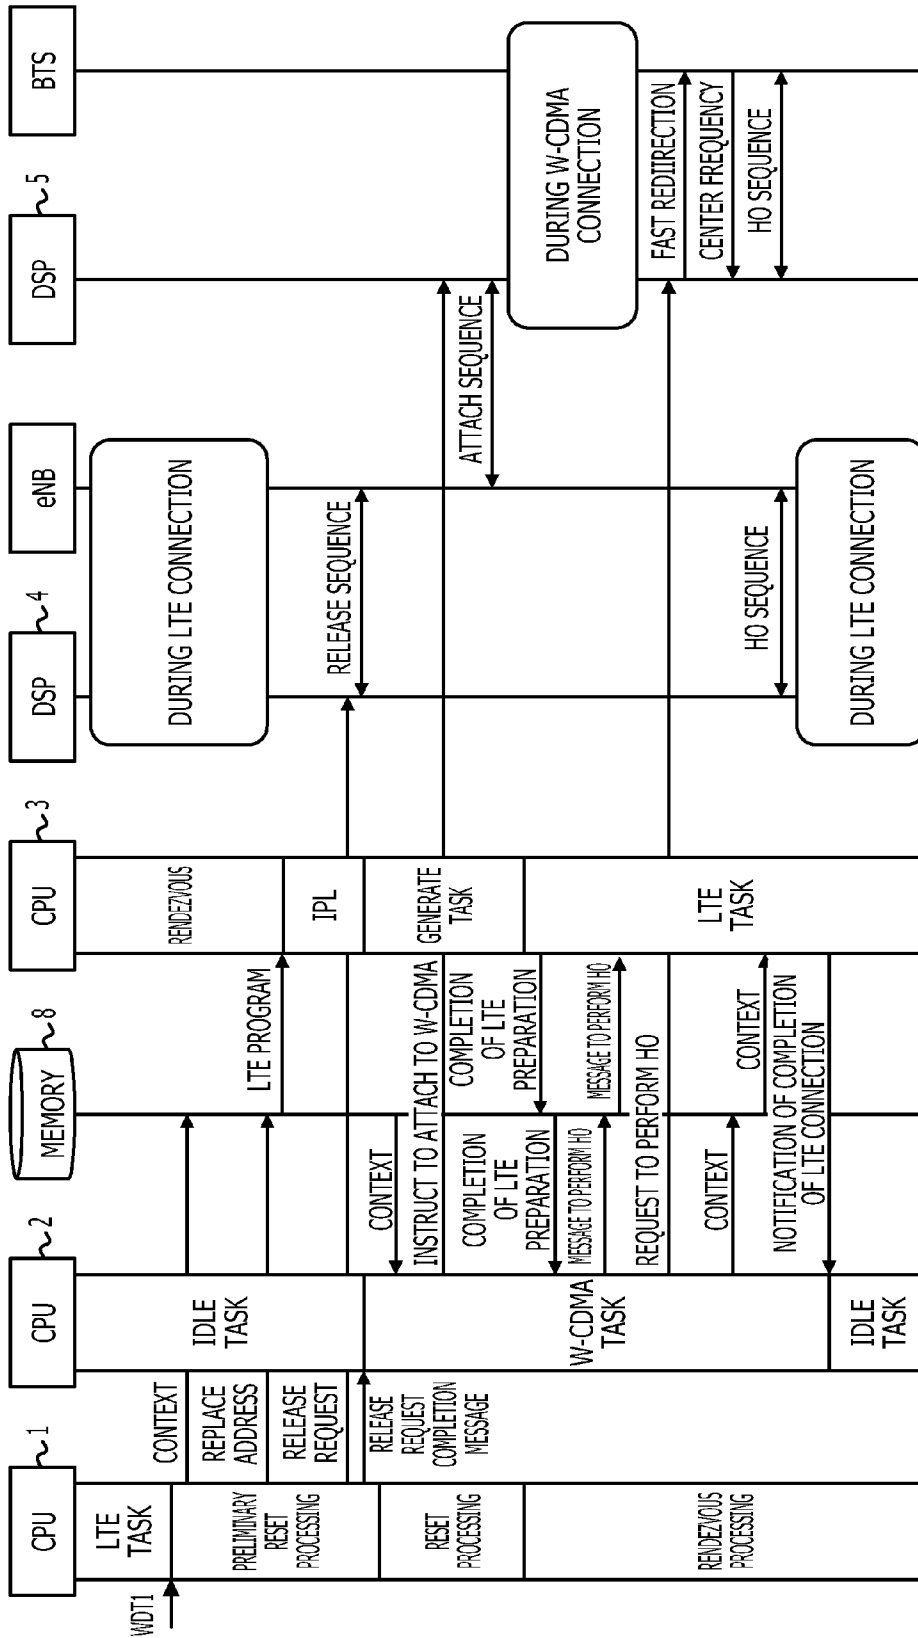 CPU
1
CPU
2
MEMORY
8
CPU
3
DSP
4
eNB
DSP
5
BTS
WDT1
LTE
TASK
PRELIMINARY
RESET
PROCESSING
RESET
PROCESSING
RENDEZVOUS
PROCESSING
CONTEXT
REPLACE
ADDRESS
RELEASE
REQUEST
RELEASE
REQUEST
COMPLETION
MESSAGE
IDLE
TASK
W-CDMA
TASK
IDLE
TASK
CONTEXT
INSTRUCT TO ATTACH TO W-CDMA
COMPLETION
OF LTE
PREPARATION
MESSAGE TO PERFORM HO
REQUEST TO PERFORM HO
CONTEXT
NOTIFICATION OF COMPLETION
OF LTE CONNECTION
LTE PROGRAM
COMPLETION
OF LTE
PREPARATION
MESSAGE TO PERFORM HO
CONTEXT
RENDEZVOUS
IPL
GENERATE
TASK
LTE
TASK
DURING LTE CONNECTION
RELEASE SEQUENCE
HO SEQUENCE
DURING LTE CONNECTION
ATTACH SEQUENCE
DURING W-CDMA
CONNECTION
FAST REDIIRECTION
CENTER FREQUENCY
HO SEQUENCE